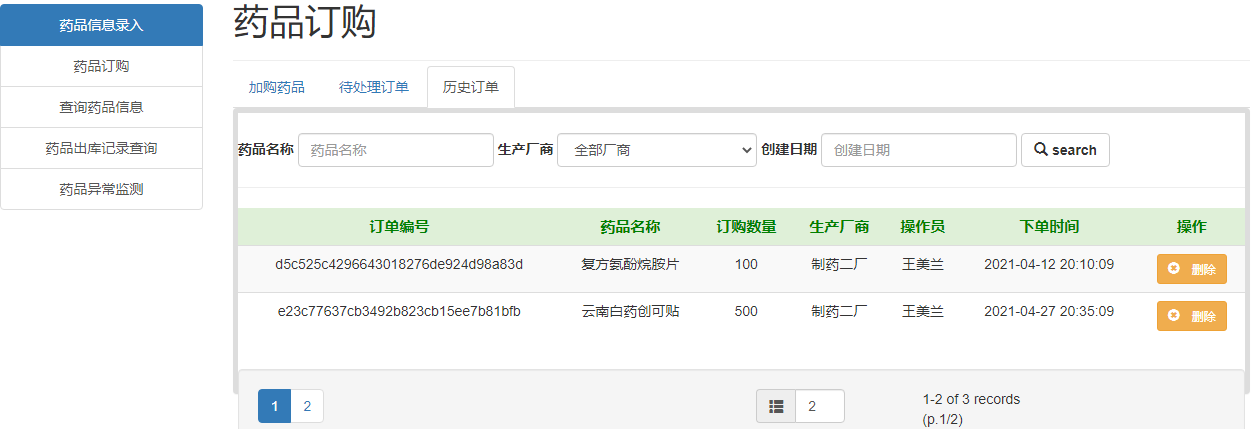 药品信息录入
药品订购
查询药品信息
药品出库记录查询
药品异常监测
药品订购
加购药品 待处理订单 历史订单
药品名称 药品名称 生产厂商 全部厂商 创建日期 创建日期 search
订单编号 药品名称 订购数量 生产厂商 操作员 下单时间 操作
d5c525c4296643018276de924d98a83d 复方氨酚烷胺片 100 制药二厂 王美兰 2021-04-12 20:10:09 删除
e23c77637cb3492b823cb15ee7b81bfb 云南白药创可贴 500 制药二厂 王美兰 2021-04-27 20:35:09 删除
1 2 2 1-2 of 3 records
(p.1/2)